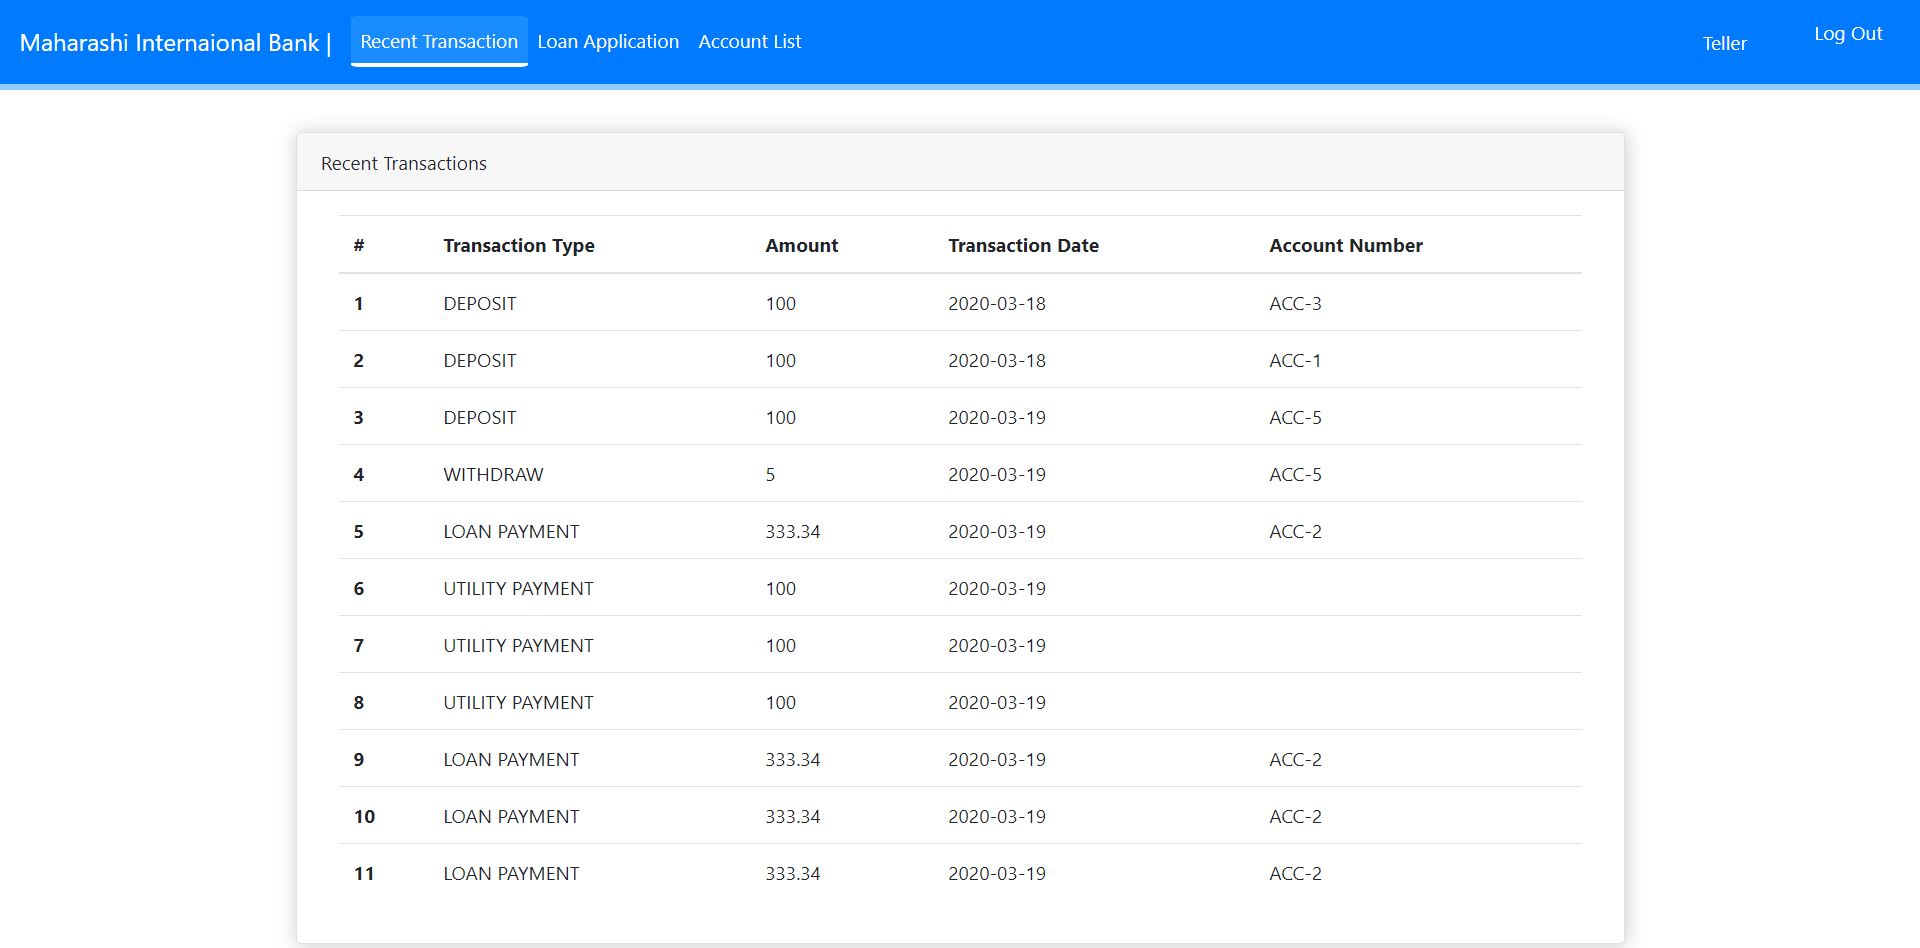 Maharashi Internaional Bank | Recent Transaction Loan Application Account List Teller Log Out
Recent Transactions
# Transaction Type Amount Transaction Date Account Number
1 DEPOSIT 100 2020-03-18 ACC-3
2 DEPOSIT 100 2020-03-18 ACC-1
3 DEPOSIT 100 2020-03-19 ACC-5
4 WITHDRAW 5 2020-03-19 ACC-5
5 LOAN PAYMENT 333.34 2020-03-19 ACC-2
6 UTILITY PAYMENT 100 2020-03-19
7 UTILITY PAYMENT 100 2020-03-19
8 UTILITY PAYMENT 100 2020-03-19
9 LOAN PAYMENT 333.34 2020-03-19 ACC-2
10 LOAN PAYMENT 333.34 2020-03-19 ACC-2
11 LOAN PAYMENT 333.34 2020-03-19 ACC-2